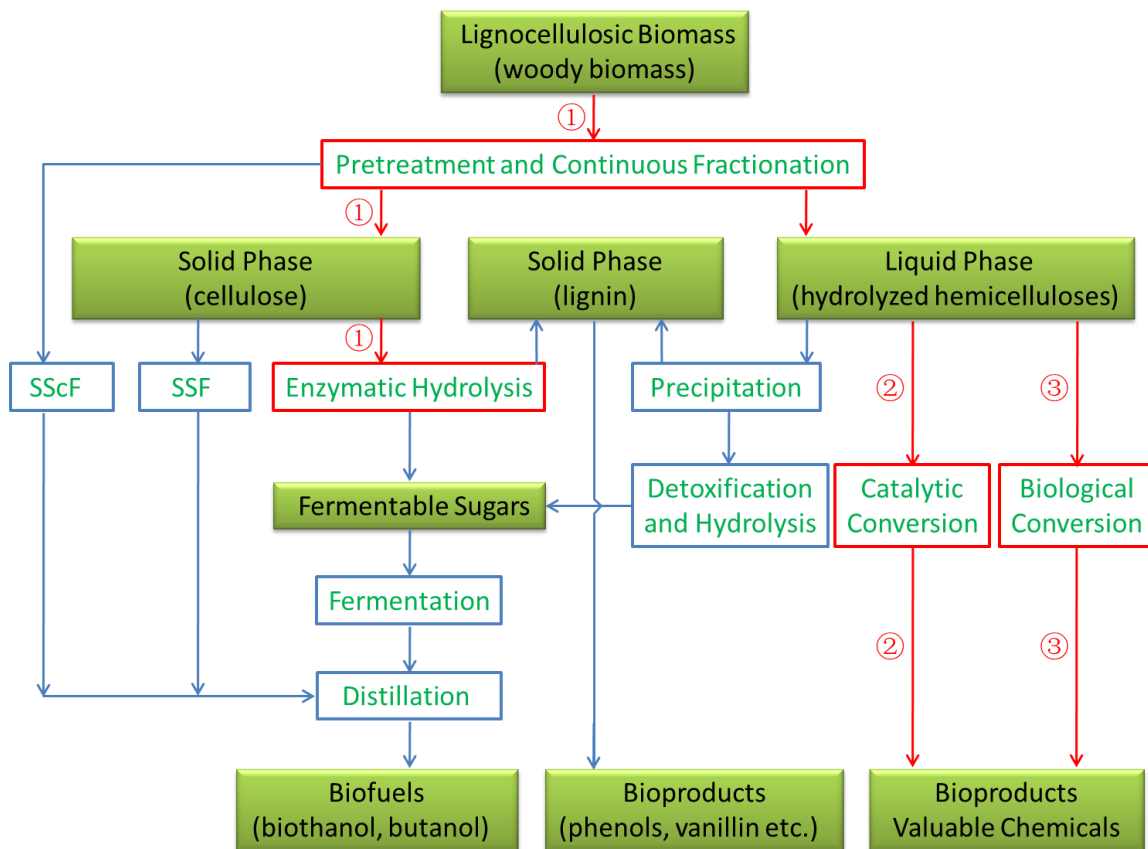 Lignocellulosic Biomass
(woody biomass)
①
Pretreatment and Continuous Fractionation
①
Solid Phase
(cellulose)
Solid Phase
(lignin)
Liquid Phase
(hydrolyzed hemicelluloses)
①
SScF
SSF
Enzymatic Hydrolysis
Precipitation
②
③
Fermentable Sugars
Detoxification
and Hydrolysis
Catalytic
Conversion
Biological
Conversion
Fermentation
②
③
Distillation
Biofuels
(biothanol, butanol)
Bioproducts
(phenols, vanillin etc.)
Bioproducts
Valuable Chemicals